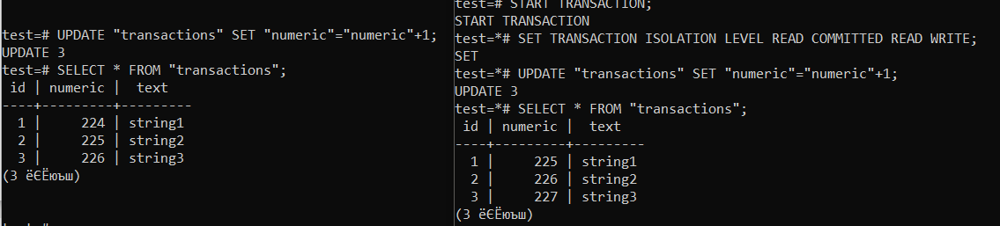 test=# UPDATE "transactions" SET "numeric"="numeric"+1;
UPDATE 3
test=# SELECT * FROM "transactions";
 id | numeric |  text
----+---------+---------
  1 |     224 | string1
  2 |     225 | string2
  3 |     226 | string3
(3 ёЄЁюъш)
test=# START TRANSACTION;
START TRANSACTION
test=*# SET TRANSACTION ISOLATION LEVEL READ COMMITTED READ WRITE;
SET
test=*# UPDATE "transactions" SET "numeric"="numeric"+1;
UPDATE 3
test=*# SELECT * FROM "transactions";
 id | numeric |  text
----+---------+---------
  1 |     225 | string1
  2 |     226 | string2
  3 |     227 | string3
(3 ёЄЁюъш)